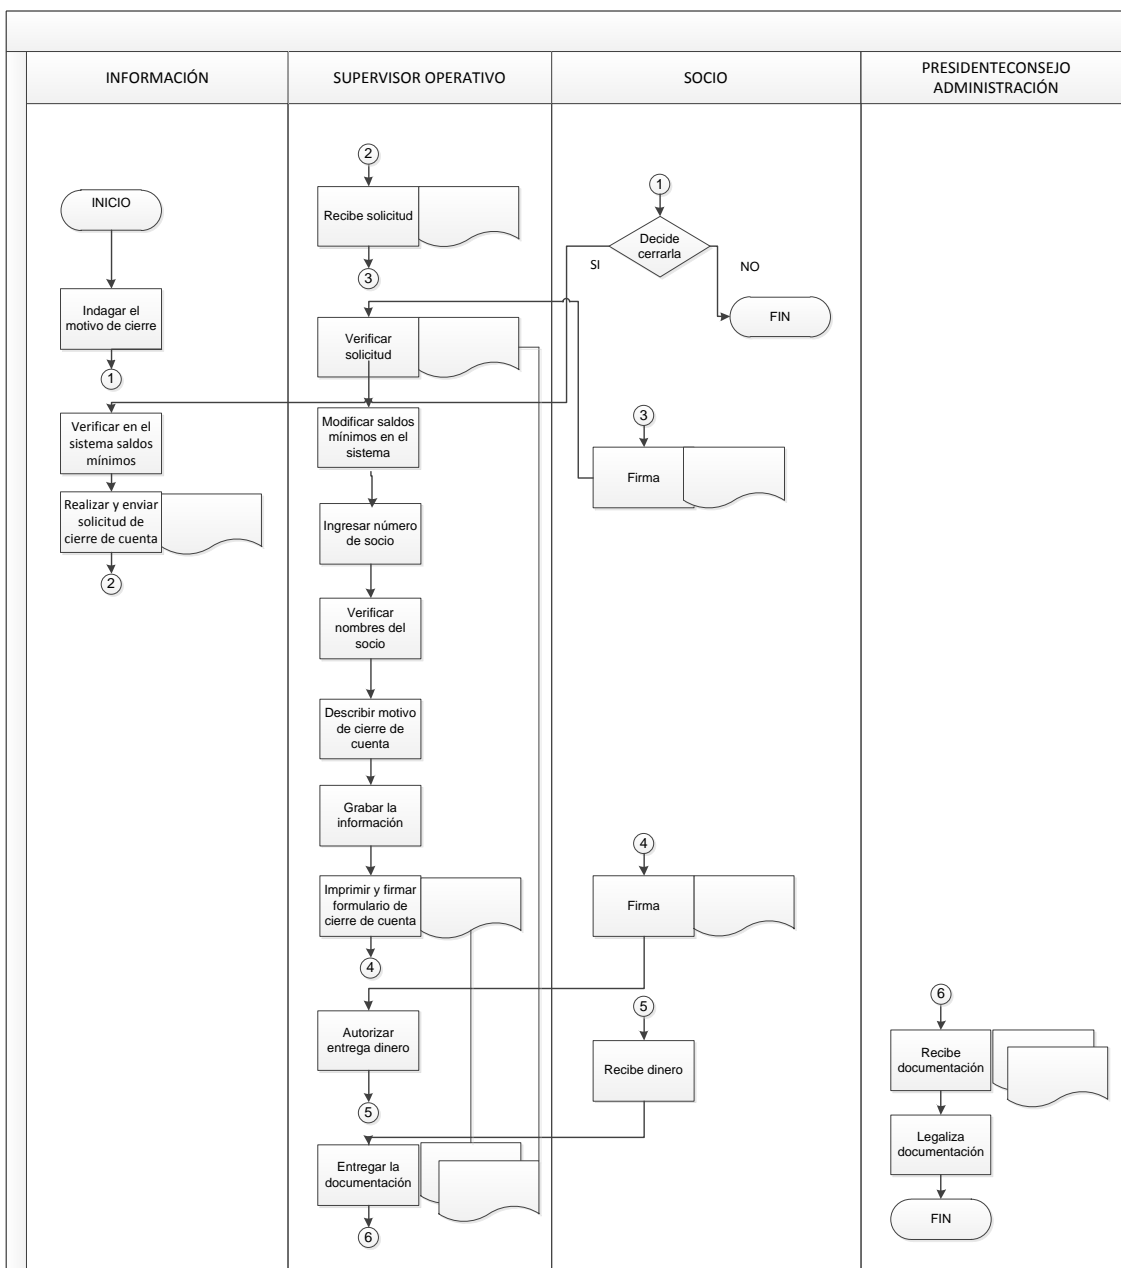 INFORMACIÓN
SUPERVISOR OPERATIVO
SOCIO
PRESIDENTECONSEJO
ADMINISTRACIÓN
INICIO
Indagar el
motivo de cierre
1
Verificar en el
sistema saldos
mínimos
Realizar y enviar
solicitud de
cierre de cuenta
2
2
Recibe solicitud
3
Verificar
solicitud
Modificar saldos
mínimos en el
sistema
Ingresar número
de socio
Verificar
nombres del
socio
Describir motivo
de cierre de
cuenta
Grabar la
información
Imprimir y firmar
formulario de
cierre de cuenta
4
Autorizar
entrega dinero
5
Entregar la
documentación
6
1
Decide
cerrarla
SI
NO
FIN
3
Firma
4
Firma
5
Recibe dinero
6
Recibe
documentación
Legaliza
documentación
FIN